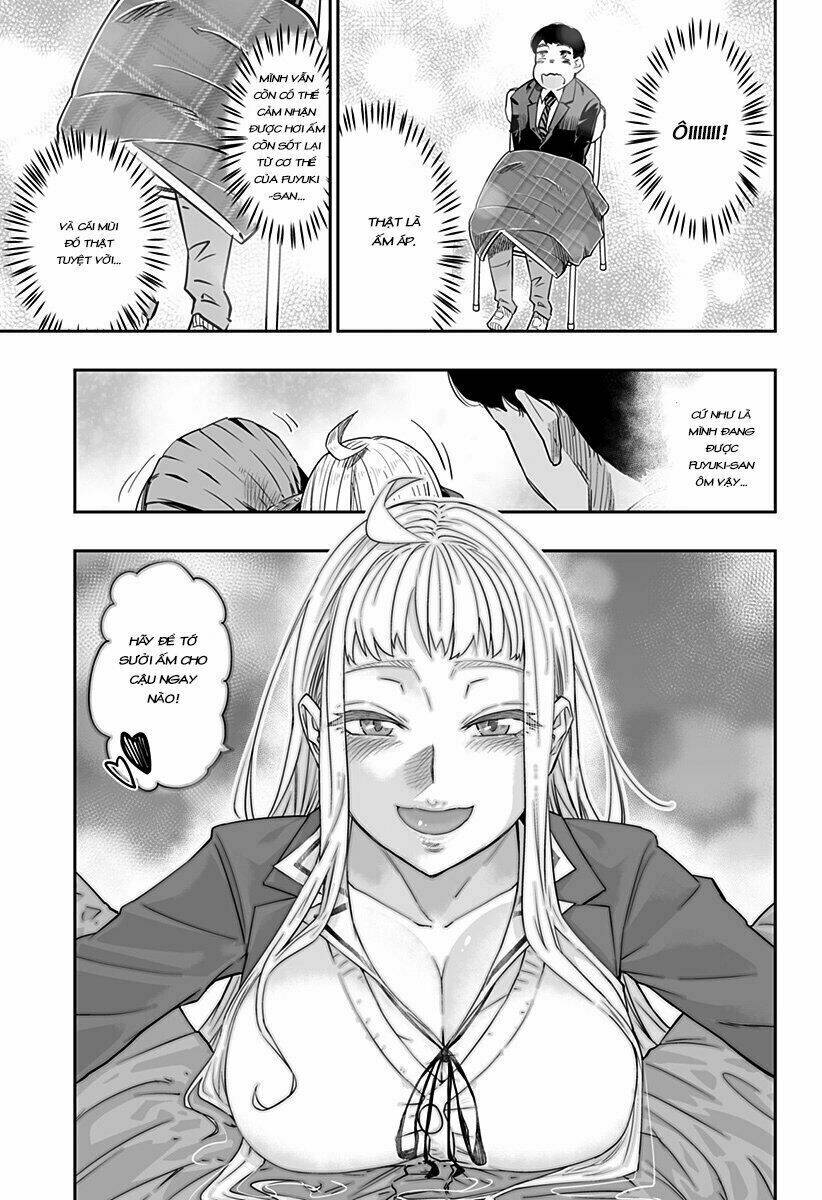 ÔIIIIIII!
THẬT LÀ
ẤM ÁP.
MÌNH VẪN
CÒN CÓ THỂ
CẢM NHẬN
ĐƯỢC HƠI ẤM
CÒN SÓT LẠI
TỪ CƠ THỂ
CỦA FUYUKI
-SAN...
VÀ CÁI MÙI
ĐÓ THẬT
TUYỆT VỜI...
CỨ NHƯ LÀ
MÌNH ĐANG
ĐƯỢC
FUYUKI-SAN
ÔM VẬY...
HÃY ĐỂ TỚ
SƯỞI ẤM CHO
CẬU NGAY
NÀO!